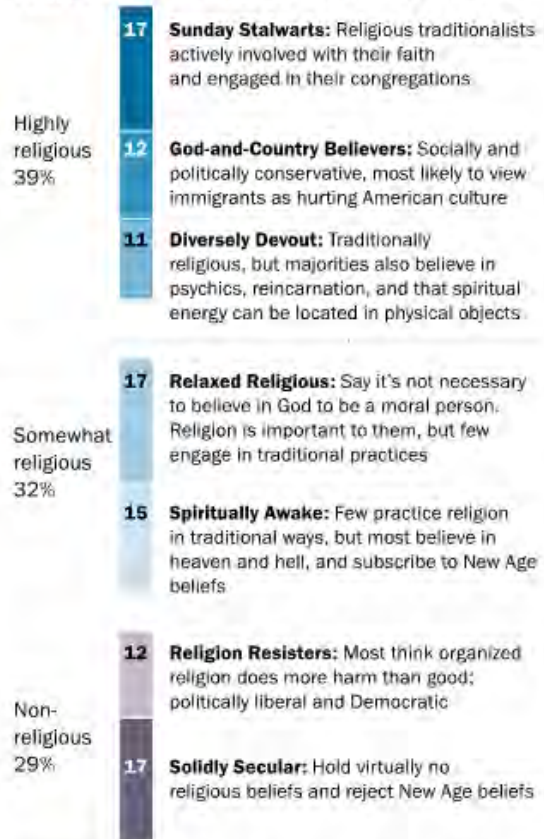 17 Sunday Stalwarts: Religious traditionalists
actively involved with their faith
and engaged in their congregations
Highly
religious
39%
12 God-and-Country Believers: Socially and
politically conservative, most likely to view
immigrants as hurting American culture
11 Diversely Devout: Traditionally
religious, but majorities also believe in
psychics, reincarnation, and that spiritual
energy can be located in physical objects
17 Relaxed Religious: Say it's not necessary
to believe in God to be a moral person.
Religion is important to them, but few
engage in traditional practices
Somewhat
religious
32%
15 Spiritually Awake: Few practice religion
in traditional ways, but most believe in
heaven and hell, and subscribe to New Age
beliefs
12 Religion Resisters: Most think organized
religion does more harm than good;
politically liberal and Democratic
Non-
religious
29%
17 Solidly Secular: Hold virtually no
religious beliefs and reject New Age beliefs